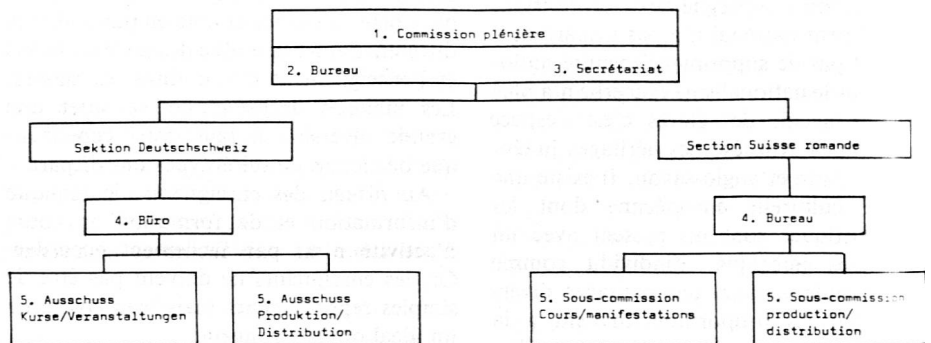 1. Commission plénière
2. Bureau
3. Secrétariat
Sektion Deutschschweiz
Section Suisse romande
4. Büro
4. Bureau
5. Ausschuss
Kurse/Veranstaltungen
5. Ausschuss
Produktion/
Distribution
5. Sous-commission
Cours/manifestations
5. Sous-commission
production/
distribution